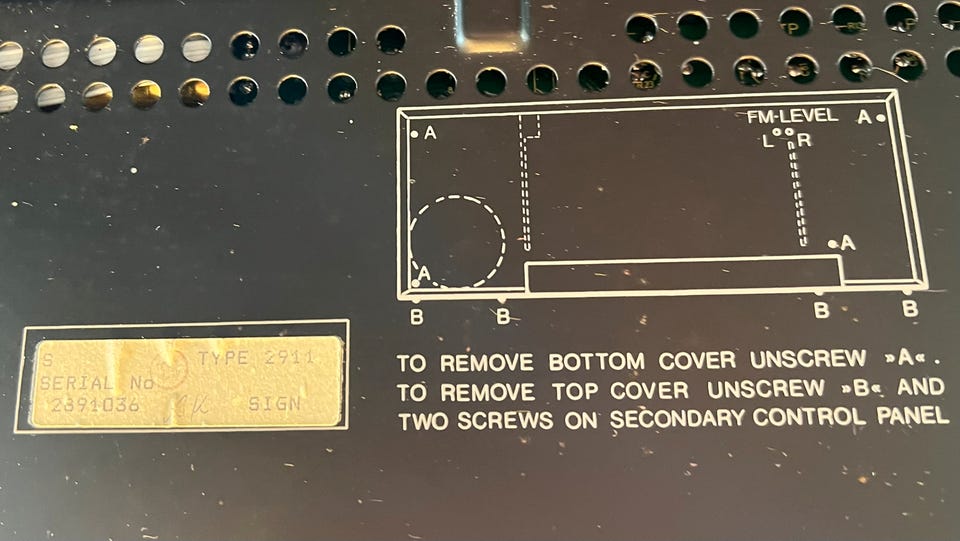 FM-LEVEL
A A
L R
A
A
B B B B
S TYPE 2911
SERIAL No
2391036 SIGN
TO REMOVE BOTTOM COVER UNSCREW »A«.
TO REMOVE TOP COVER UNSCREW »B« AND
TWO SCREWS ON SECONDARY CONTROL PANEL